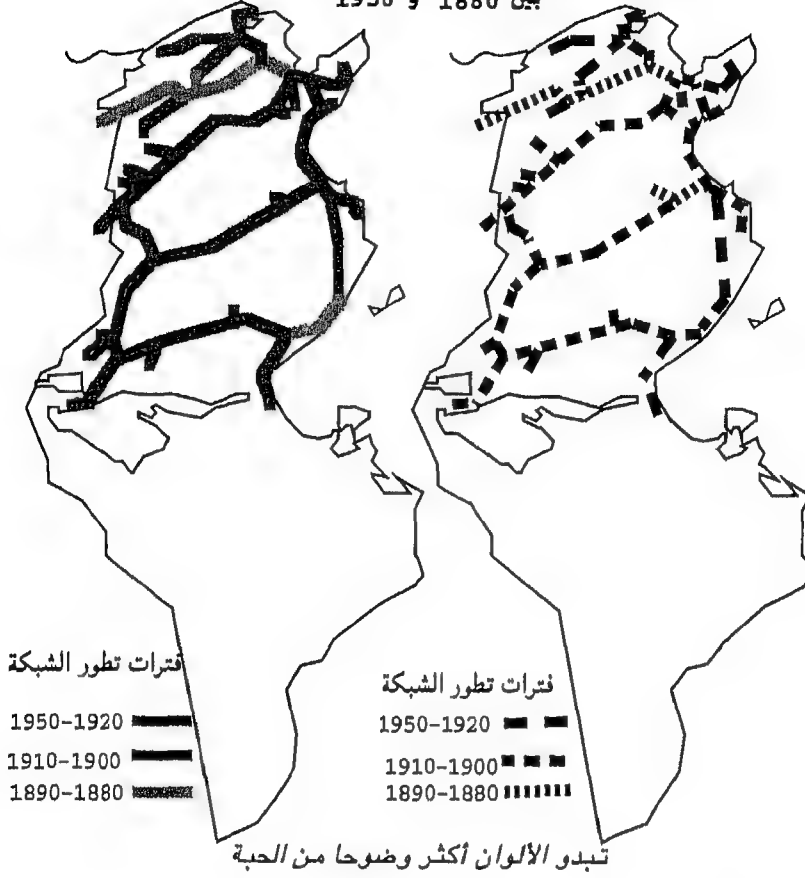 بين 1880 و 1950
فترات تطور الشبكة
1950-1920
1910-1900
1890-1880
فترات تطور الشبكة
1950-1920
1910-1900
1890-1880
تبدو الألوان أكثر وضوحا من الحبة